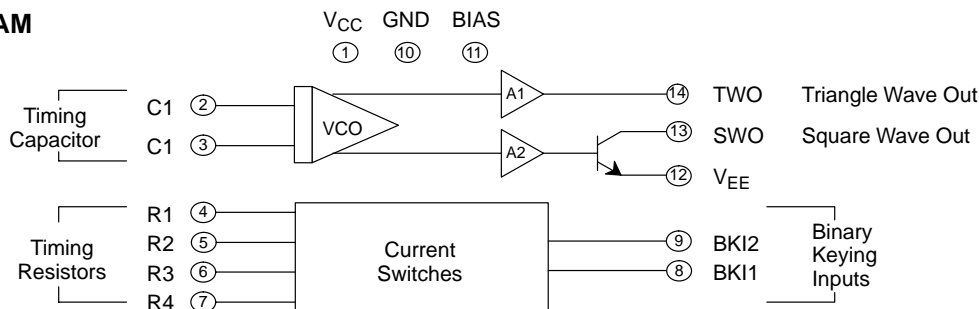 AM
VCC GND BIAS
1 10 11
Timing
Capacitor
C1 2
C1 3
VCO
A1
A2
14 TWO Triangle Wave Out
13 SWO Square Wave Out
12 VEE
Timing
Resistors
R1 4
R2 5
R3 6
R4 7
Current
Switches
9 BKI2
8 BKI1
Binary
Keying
Inputs